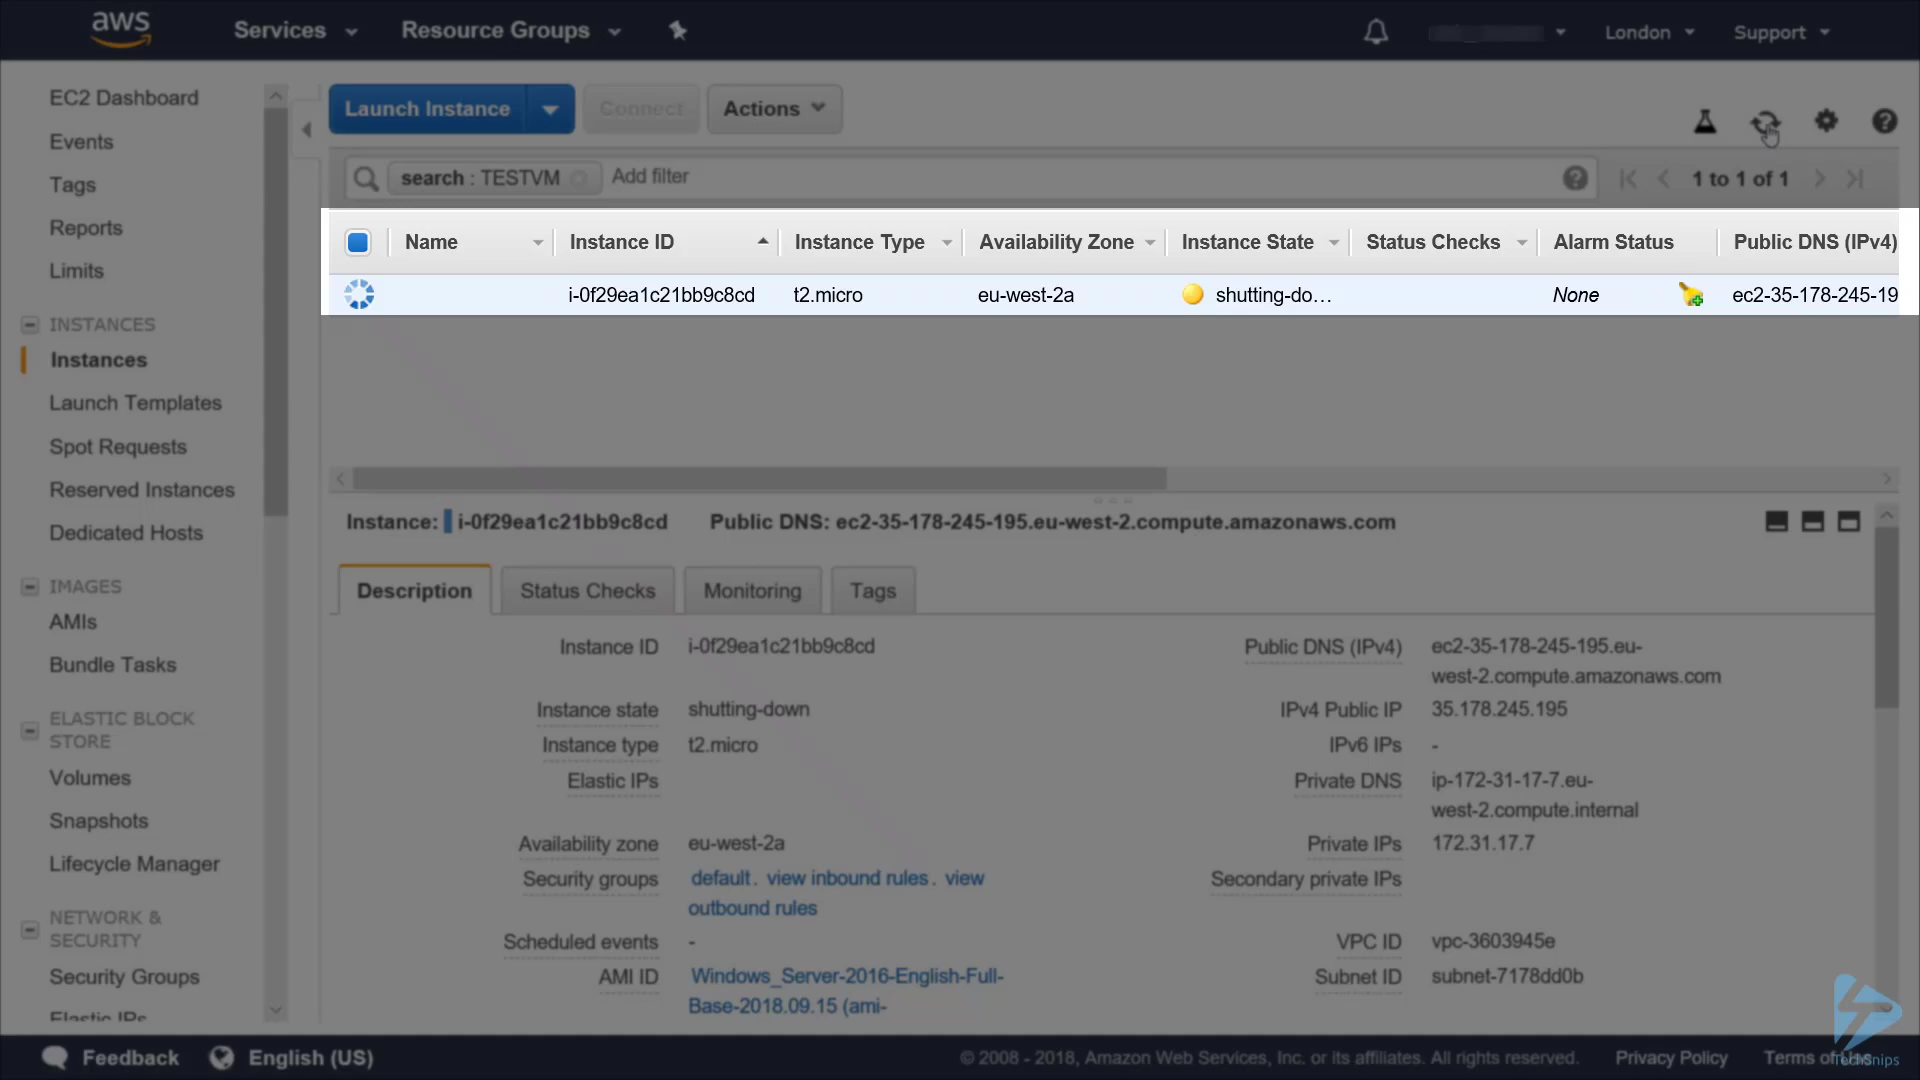 aws Services Resource Groups London Support
EC2 Dashboard
Events
Tags
Reports
Limits
INSTANCES
Instances
Launch Templates
Spot Requests
Reserved Instances
Dedicated Hosts
IMAGES
AMIs
Bundle Tasks
ELASTIC BLOCK
STORE
Volumes
Snapshots
Lifecycle Manager
NETWORK &
SECURITY
Security Groups
Elastic IPs
Launch Instance Connect Actions
search : TESTVM Add filter 1 to 1 of 1
Name Instance ID Instance Type Availability Zone Instance State Status Checks Alarm Status Public DNS (IPv4)
i-0f29ea1c21bb9c8cd t2.micro eu-west-2a shutting-do... None ec2-35-178-245-19
Instance: i-0f29ea1c21bb9c8cd Public DNS: ec2-35-178-245-195.eu-west-2.compute.amazonaws.com
Description Status Checks Monitoring Tags
Instance ID i-0f29ea1c21bb9c8cd
Instance state shutting-down
Instance type t2.micro
Elastic IPs
Availability zone eu-west-2a
Security groups default. view inbound rules. view
outbound rules
Scheduled events -
AMI ID Windows_Server-2016-English-Full-
Base-2018.09.15 (ami-
Public DNS (IPv4) ec2-35-178-245-195.eu-
west-2.compute.amazonaws.com
IPv4 Public IP 35.178.245.195
IPv6 IPs -
Private DNS ip-172-31-17-7.eu-
west-2.compute.internal
Private IPs 172.31.17.7
Secondary private IPs
VPC ID vpc-3603945e
Subnet ID subnet-7178dd0b
Feedback English (US) © 2008 - 2018, Amazon Web Services, Inc. or its affiliates. All rights reserved. Privacy Policy Terms of Use
TechSnips